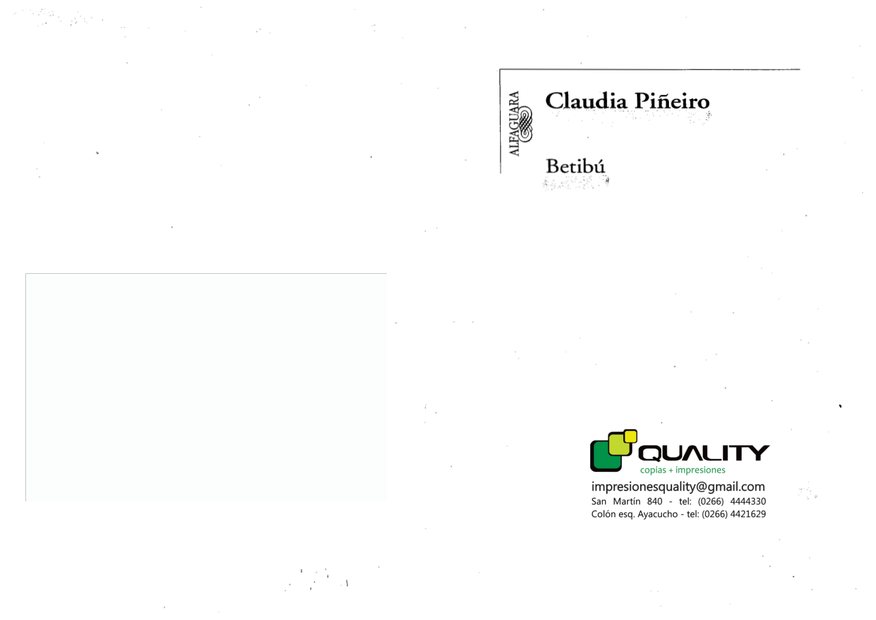 ALFAGUARA
Claudia Piñeiro
Betibú
QUALITY
copias + impresiones
impresionesquality@gmail.com
San Martín 840 - tel: (0266) 4444330
Colón esq. Ayacucho - tel: (0266) 4421629